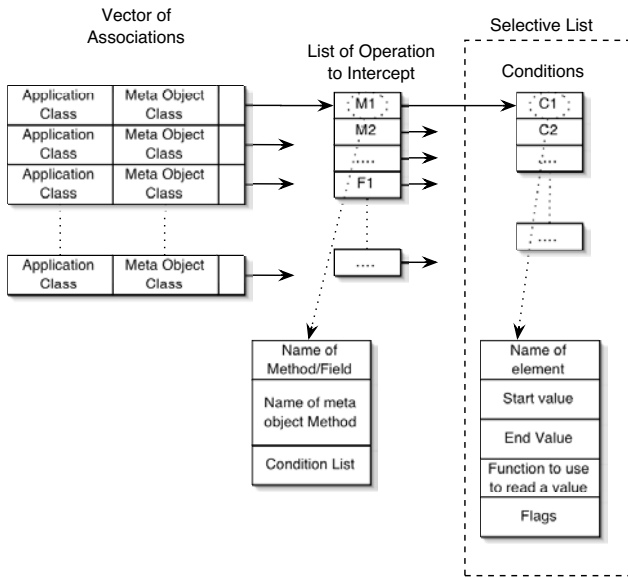 Vector of
Associations
List of Operation
to Intercept
Selective List
Conditions
Application
Class
Meta Object
Class
Application
Class
Meta Object
Class
Application
Class
Meta Object
Class
Application
Class
Meta Object
Class
M1
M2
.....
F1
....
C1
C2
....
....
Name of
Method/Field
Name of meta
object Method
Condition List
Name of
element
Start value
End Value
Function to use
to read a value
Flags